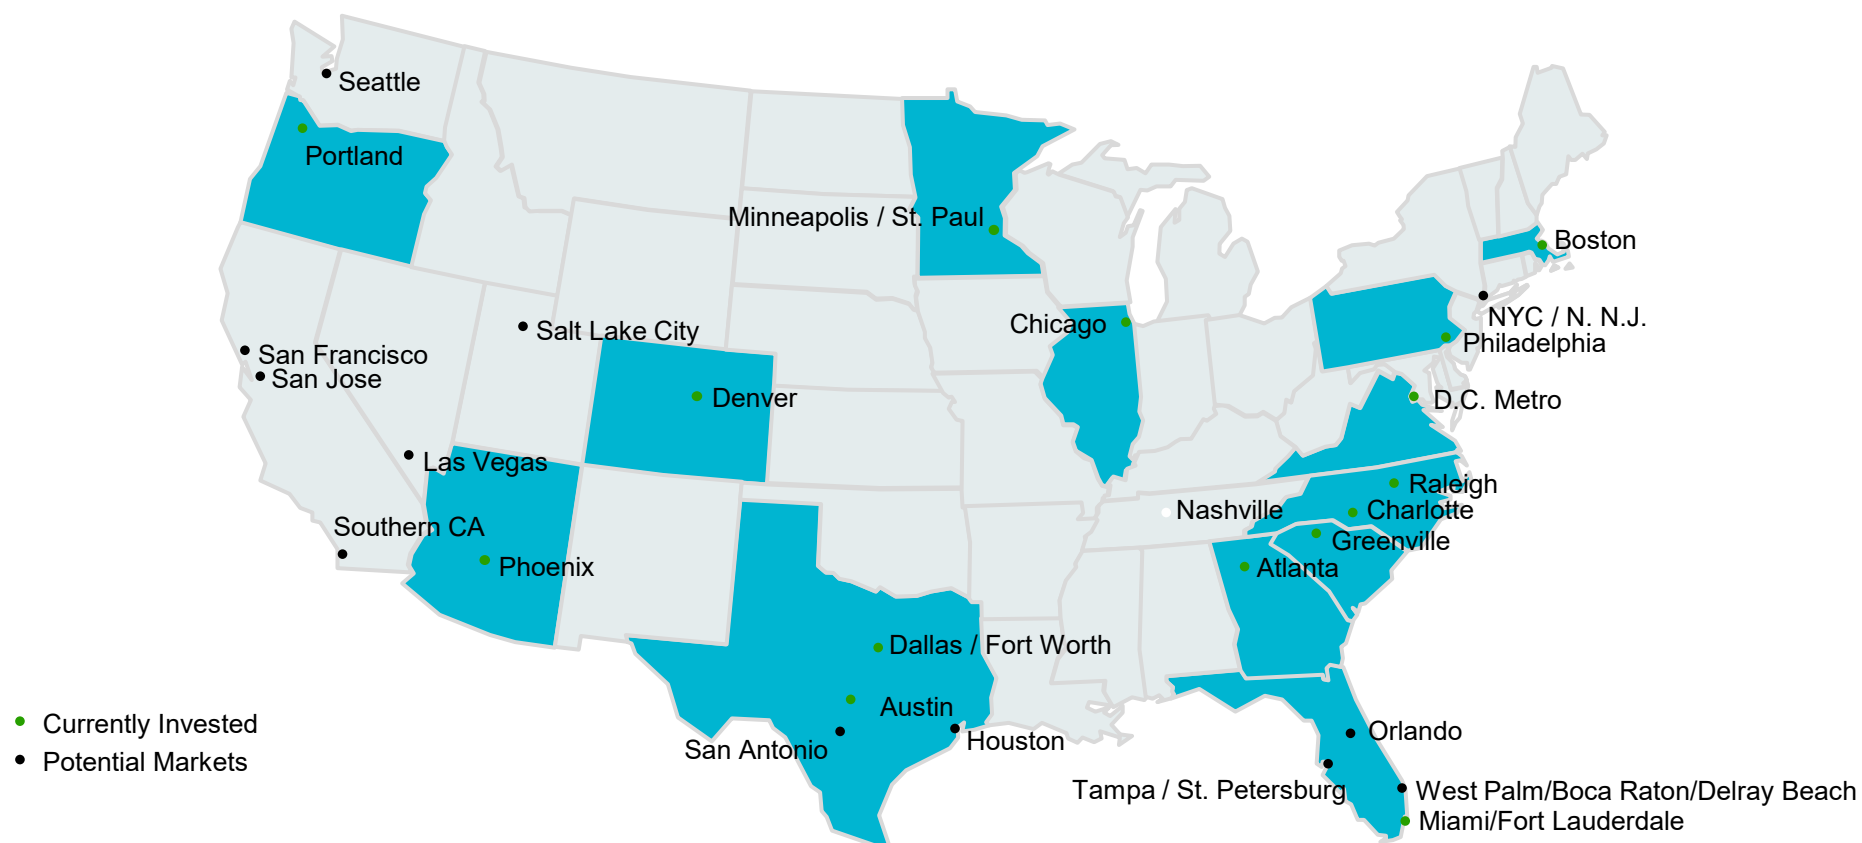 Seattle
Portland
Minneapolis / St. Paul
Boston
NYC / N. N.J.
Chicago
Salt Lake City
Philadelphia
San Francisco
San Jose
Denver
D.C. Metro
Las Vegas
Raleigh
Nashville
Charlotte
Southern CA
Greenville
Phoenix
Atlanta
Dallas / Fort Worth
Austin
Currently Invested
Orlando
Houston
San Antonio
Potential Markets
Tampa / St. Petersburg
West Palm/Boca Raton/Delray Beach
Miami/Fort Lauderdale